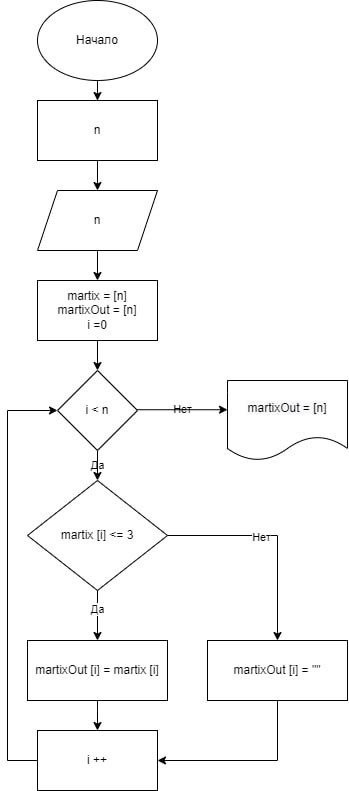 Начало
n
n
martix = [n]
martixOut = [n]
i =0
i < n
Нет
martixOut = [n]
Да
martix [i] <= 3
Нет
Да
martixOut [i] = martix [i]
martixOut [i] = ""
i ++